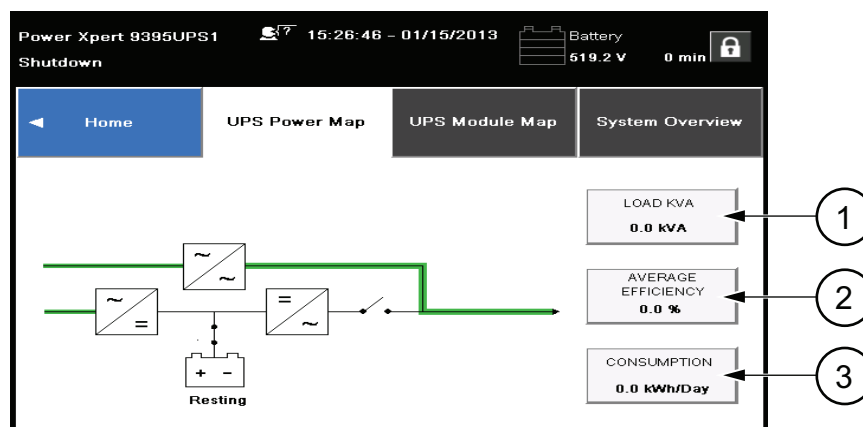 Power Xpert 9395UPS1
Shutdown
? 15:26:46 - 01/15/2013
Battery
519.2 V 0 min
◄ Home
UPS Power Map
UPS Module Map
System Overview
LOAD KVA
0.0 kVA
1
AVERAGE
EFFICIENCY
0.0 %
2
CONSUMPTION
0.0 kWh/Day
3
~
~
~
=
=
~
+ -
Resting